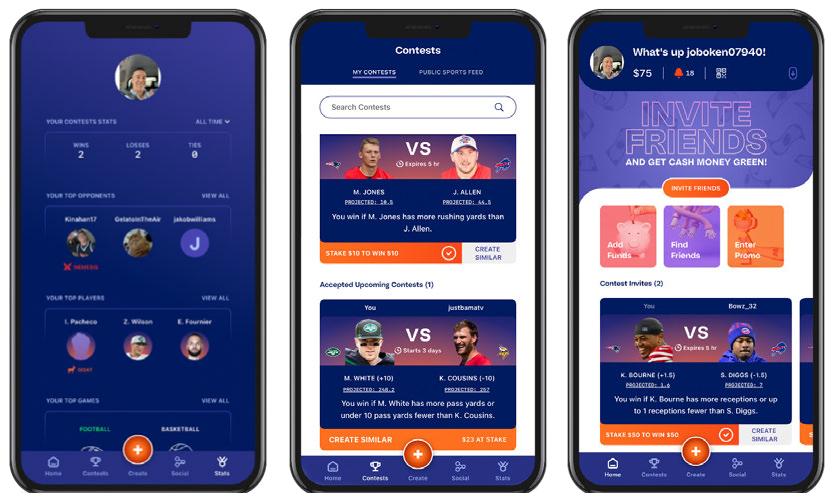 YOUR CONTESTS STATS
ALL TIME
WINS
LOSSES
TIES
2
2
0
YOUR TOP OPPONENTS
VIEW ALL
Kinahan17
GelatoInTheAir
jakobwilliams
J
NEMESIS
YOUR TOP PLAYERS
VIEW ALL
I. Pacheco
Z. Wilson
E. Fournier
GOAT
YOUR TOP GAMES
VIEW ALL
FOOTBALL
BASKETBALL
+
Home
Contests
Create
Social
Stats
Contests
MY CONTESTS
PUBLIC SPORTS FEED
Search Contests
VS
Expires 5 hr
M. JONES
J. ALLEN
PROJECTED: 10.5
PROJECTED: 44.5
You win if M. Jones has more rushing yards than
J. Allen.
STAKE $10 TO WIN $10
CREATE
SIMILAR
Accepted Upcoming Contests (1)
You
justbamatv
VS
Starts 3 days
M. WHITE (+10)
K. COUSINS (-10)
PROJECTED: 248.2
PROJECTED: 257
You win if M. White has more pass yards or
under 10 pass yards fewer than K. Cousins.
CREATE SIMILAR
$23 AT STAKE
+
Home
Contests
Create
Social
Stats
What's up joboken07940!
$75
18
INVITE
FRIENDS
AND GET CASH MONEY GREEN!
INVITE FRIENDS
Add
Funds
Find
Friends
Enter
Promo
Contest Invites (2)
You
Bowz_32
VS
Expires 5 hr
K. BOURNE (+1.5)
S. DIGGS (-1.5)
PROJECTED: 1.6
PROJECTED: 7
You win if K. Bourne has more receptions or up
to 1 receptions fewer than S. Diggs.
STAKE $50 TO WIN $50
CREATE
SIMILAR
+
Home
Contests
Create
Social
Stats